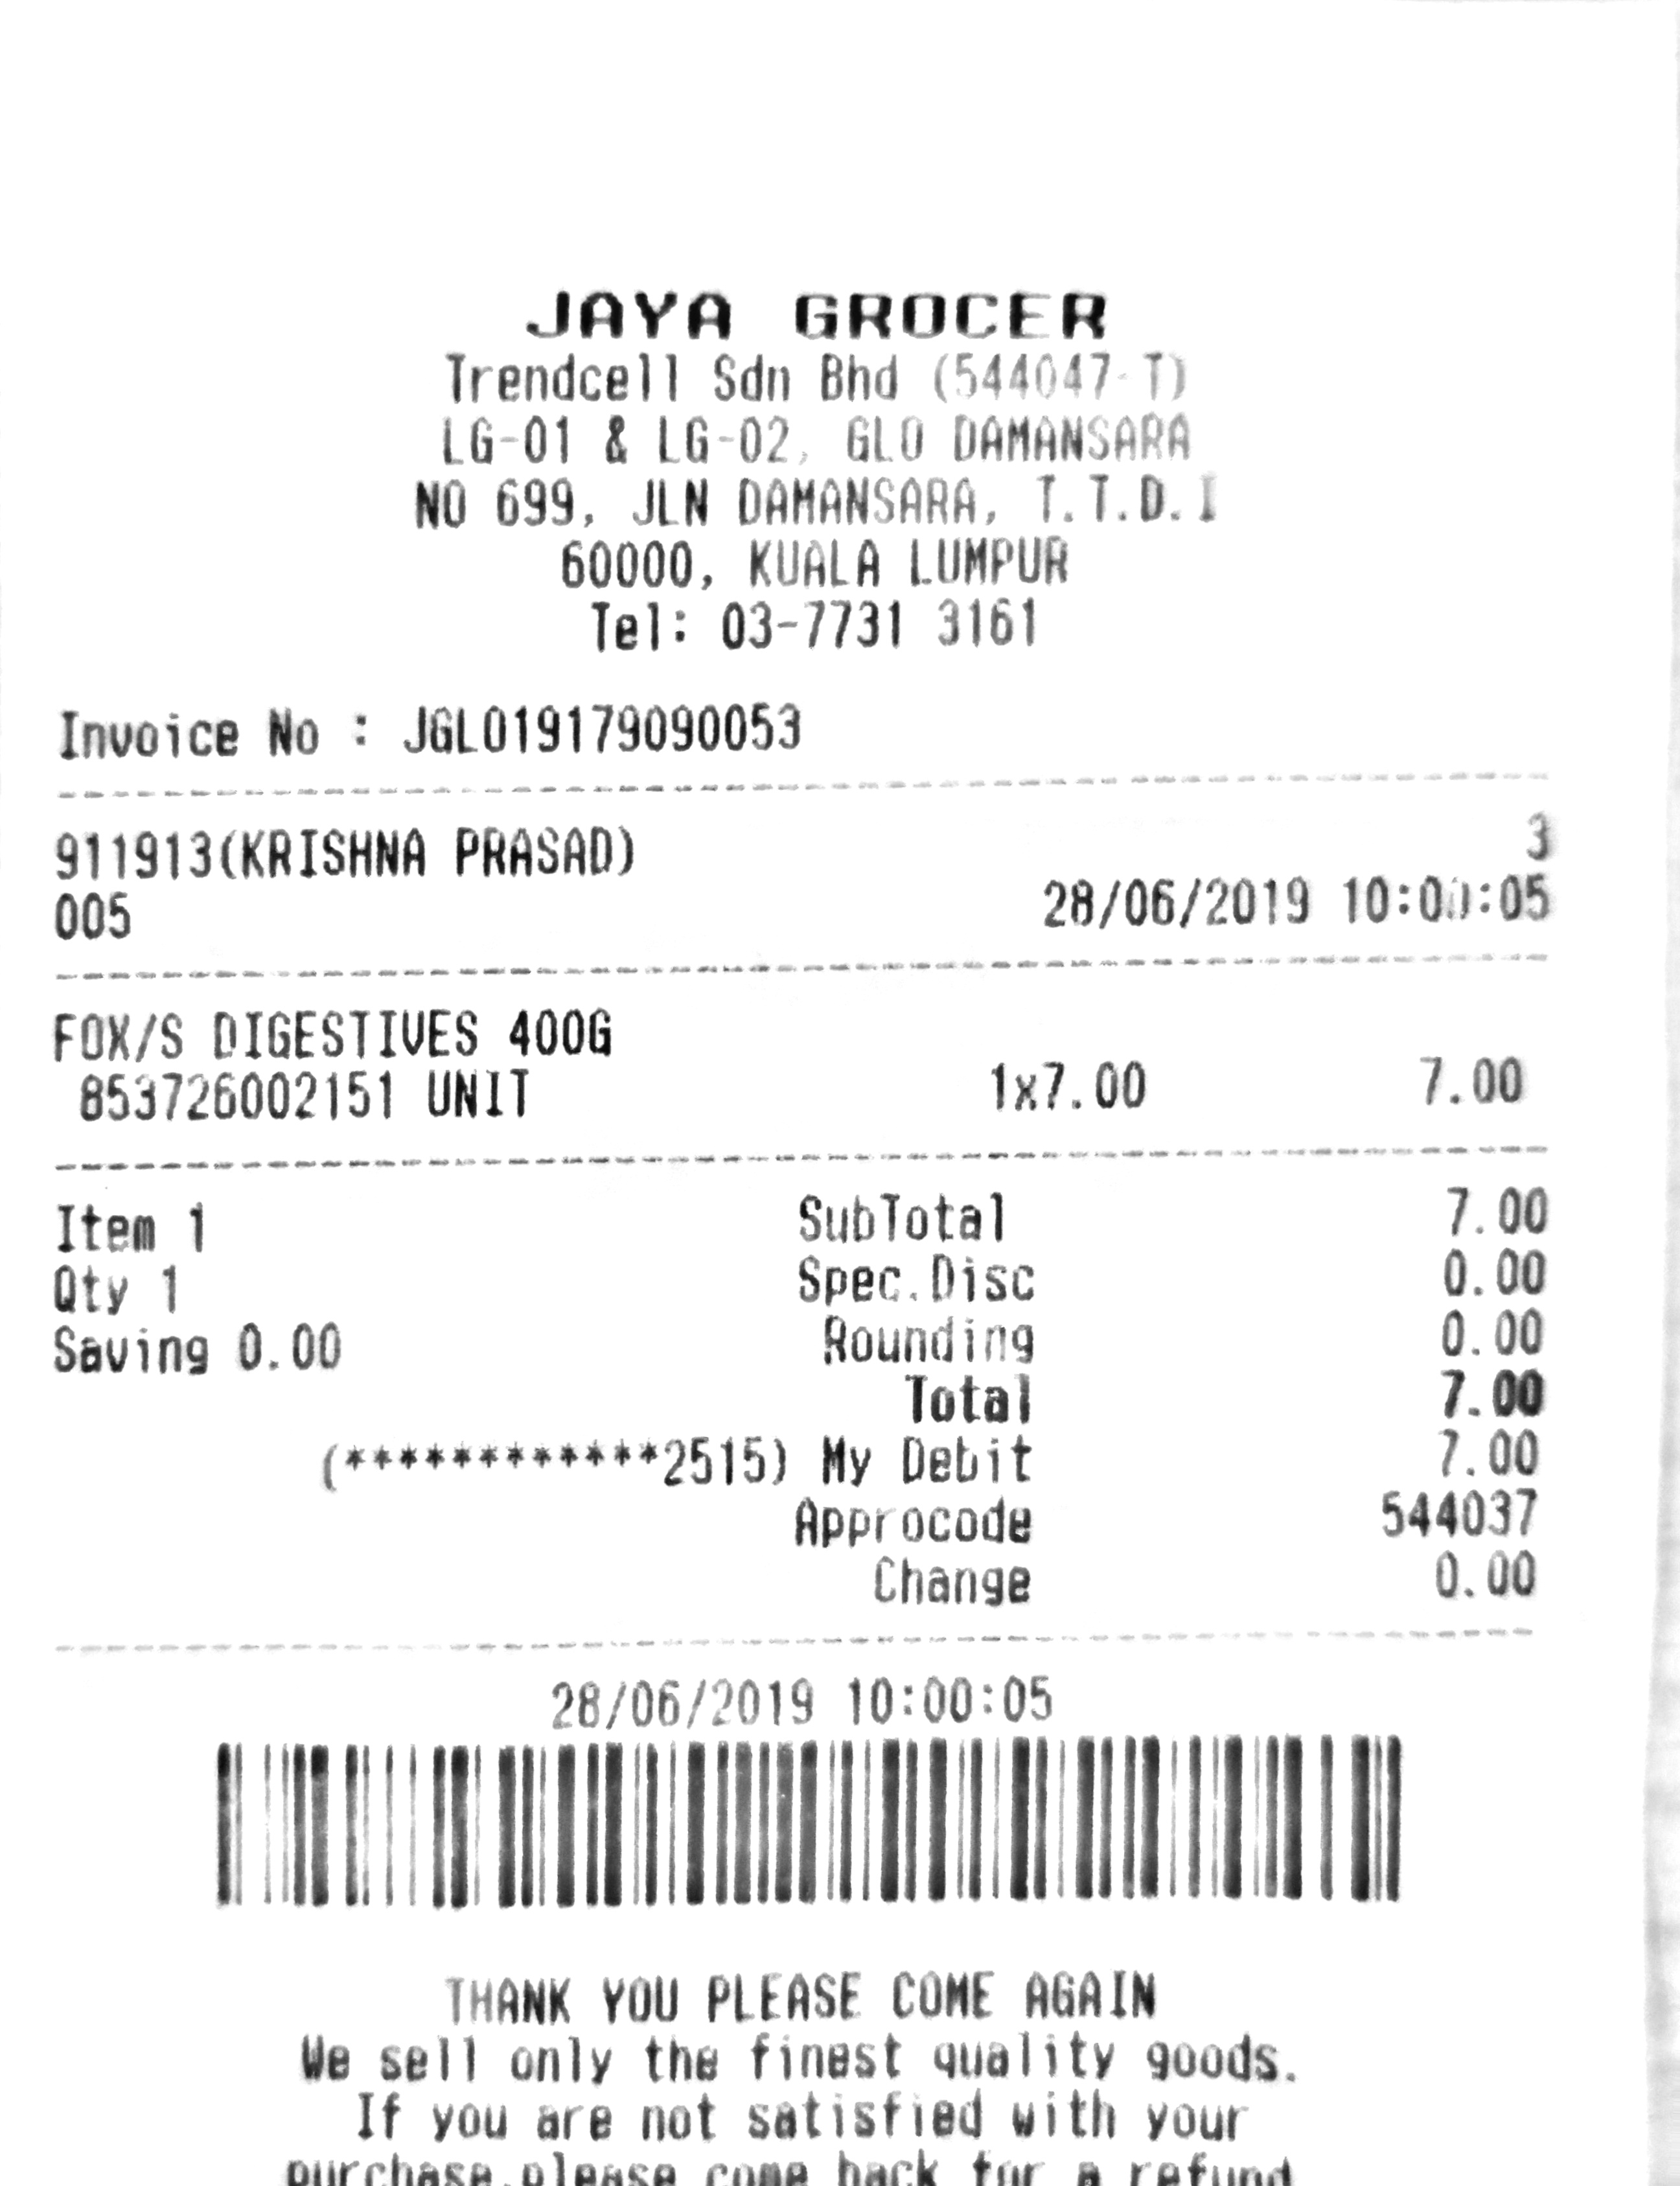 JAYA GROCER
Trendcell Sdn Bhd (544047-T)
LG-01 & LG-02, GLO DAMANSARA
NO 699, JLN DAMANSARA, T.T.D.I
60000, KUALA LUMPUR
Tel: 03-7731 3161
Invoice No : JGL019179090053
911913(KRISHNA PRASAD) 3
005 28/06/2019 10:00:05
FOX/S DIGESTIVES 400G
853726002151 UNIT 1x7.00 7.00
Item 1 SubTotal 7.00
Qty 1 Spec.Disc 0.00
Saving 0.00 Rounding 0.00
Total 7.00
(************2515) My Debit 7.00
Approcode 544037
Change 0.00
28/06/2019 10:00:05
THANK YOU PLEASE COME AGAIN
We sell only the finest quality goods.
If you are not satisfied with your
purchase,please come back for a refund